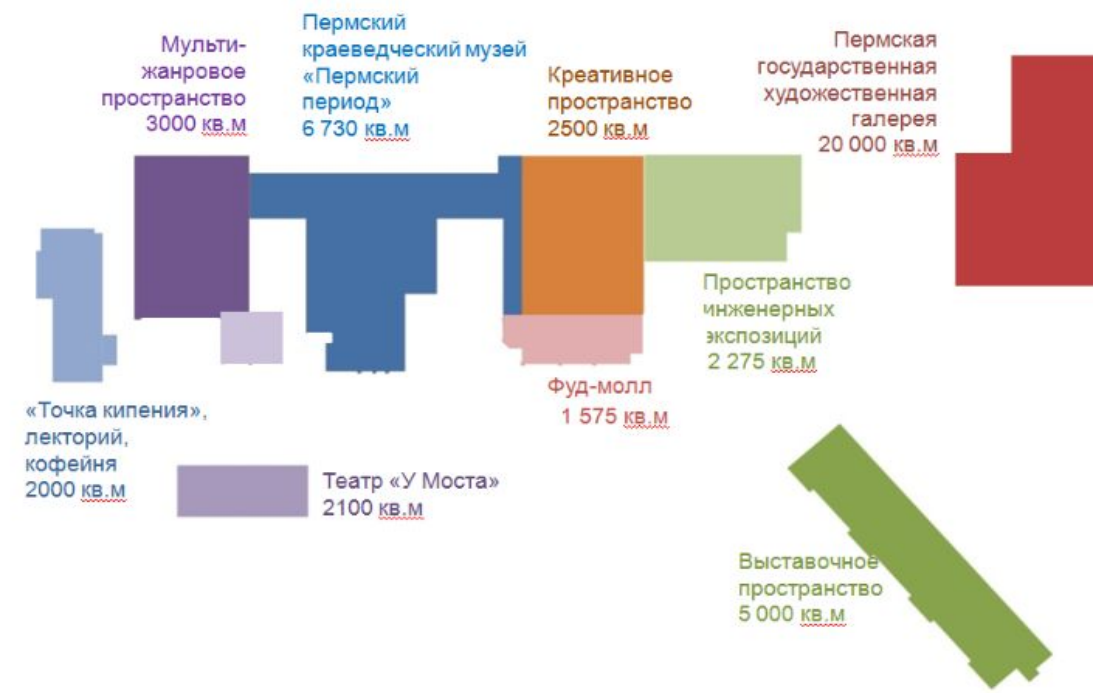 Мульти-
жанровое
пространство
3000 кв.м
Пермский
краеведческий музей
«Пермский
период»
6 730 кв.м
Креативное
пространство
2500 кв.м
Пермская
государственная
художественная
галерея
20 000 кв.м
Пространство
инженерных
экспозиций
2 275 кв.м
Фуд-молл
1 575 кв.м
«Точка кипения»,
лекторий,
кофейня
2000 кв.м
Театр «У Моста»
2100 кв.м
Выставочное
пространство
5 000 кв.м